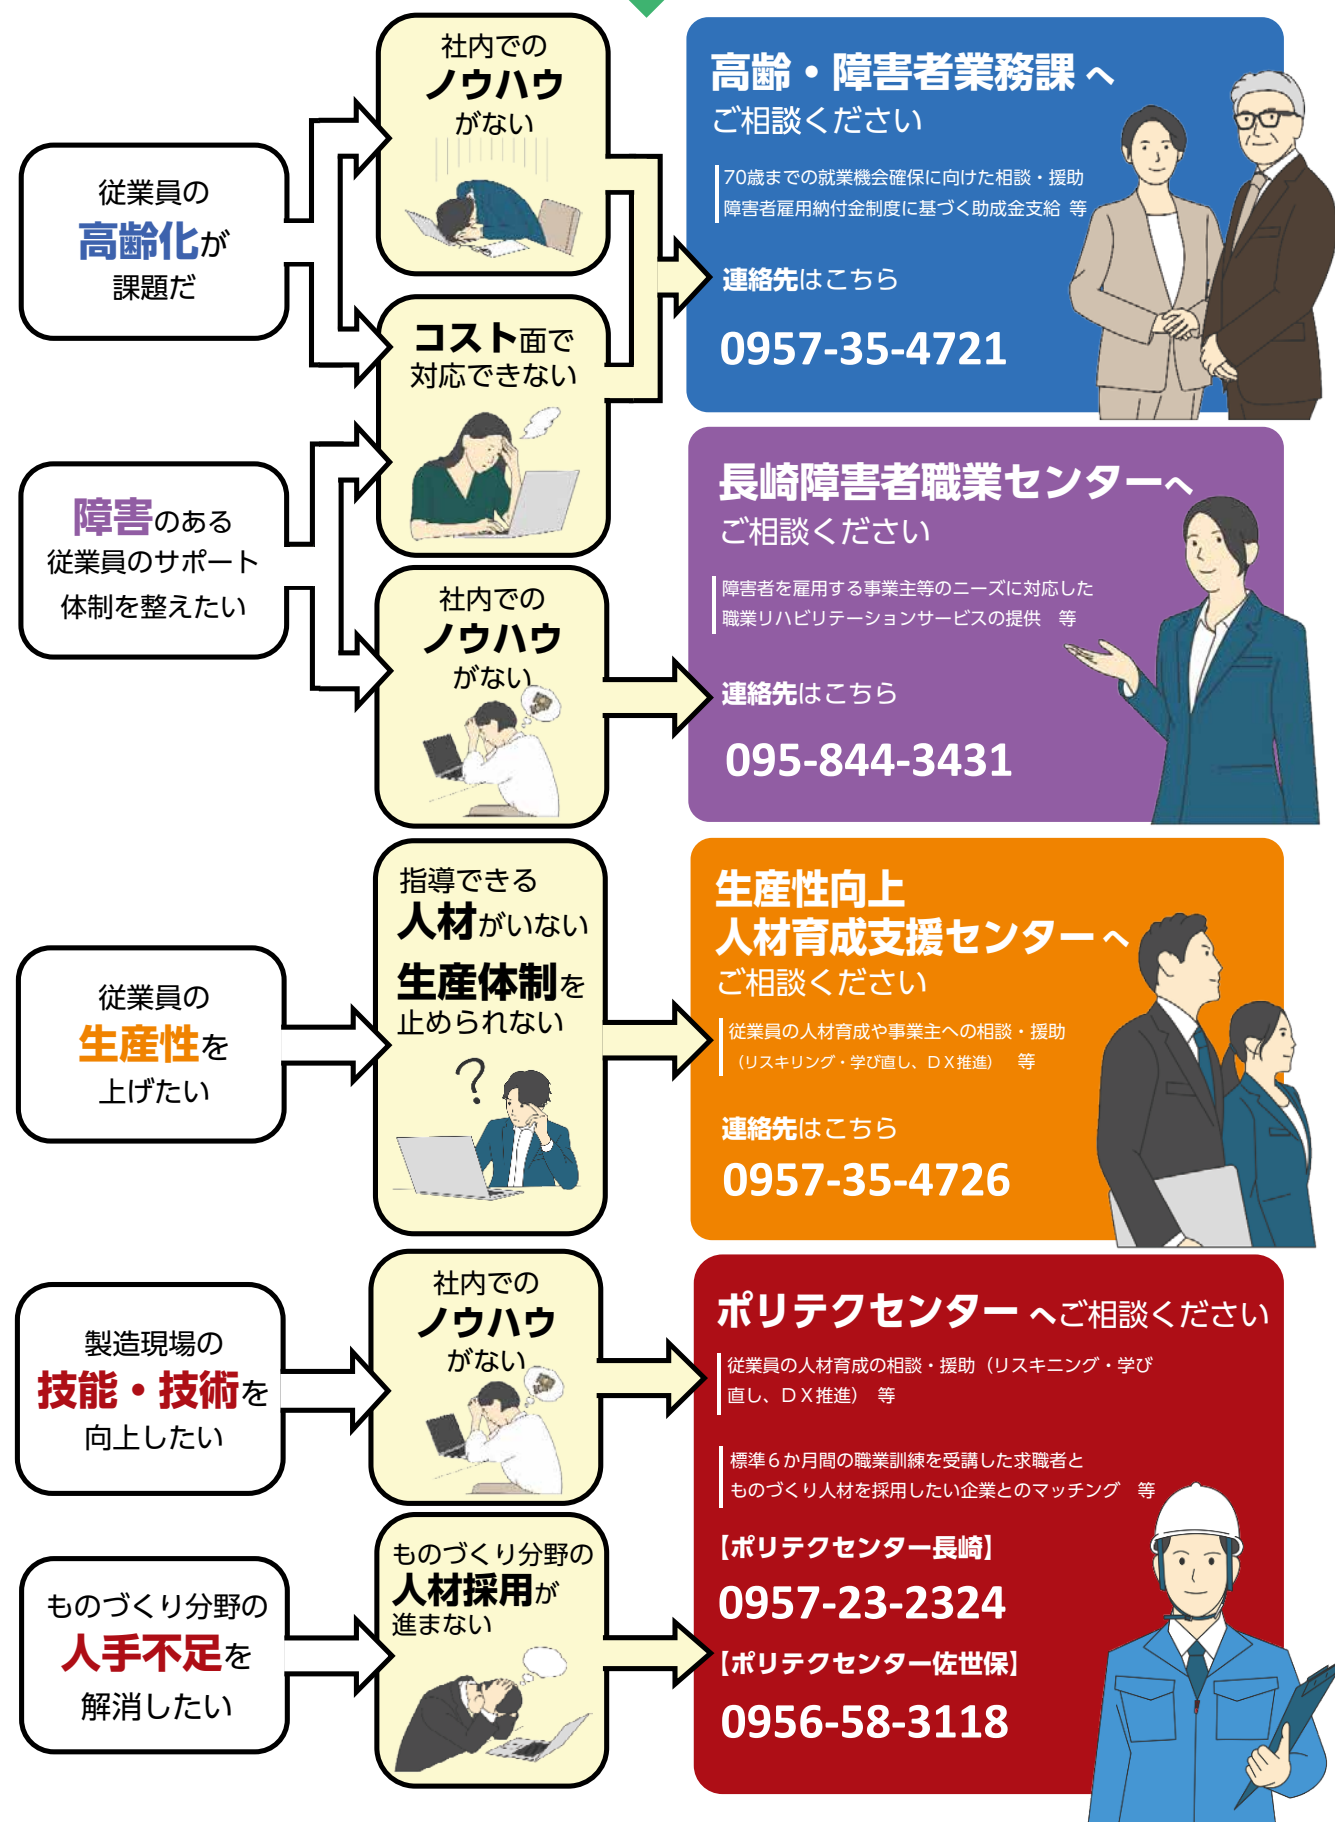 従業員の
高齢化が
課題だ
社内での
ノウハウ
がない
コスト面で
対応できない
高齢・障害者業務課 へ
ご相談ください
70歳までの就業機会確保に向けた相談・援助
障害者雇用納付金制度に基づく助成金支給 等
連絡先はこちら
0957-35-4721
障害のある
従業員のサポート
体制を整えたい
社内での
ノウハウ
がない
長崎障害者職業センターへ
ご相談ください
障害者を雇用する事業主等のニーズに対応した
職業リハビリテーションサービスの提供 等
連絡先はこちら
095-844-3431
従業員の
生産性を
上げたい
指導できる
人材がいない
生産体制を
止められない
?
生産性向上
人材育成支援センターへ
ご相談ください
従業員の人材育成や事業主への相談・援助
（リスキリング・学び直し、ＤＸ推進） 等
連絡先はこちら
0957-35-4726
製造現場の
技能・技術を
向上したい
社内での
ノウハウ
がない
ポリテクセンター へご相談ください
従業員の人材育成の相談・援助（リスキニング・学び
直し、ＤＸ推進） 等
標準６か月間の職業訓練を受講した求職者と
ものづくり人材を採用したい企業とのマッチング 等
【ポリテクセンター長崎】
0957-23-2324
【ポリテクセンター佐世保】
0956-58-3118
ものづくり分野の
人手不足を
解消したい
ものづくり分野の
人材採用が
進まない